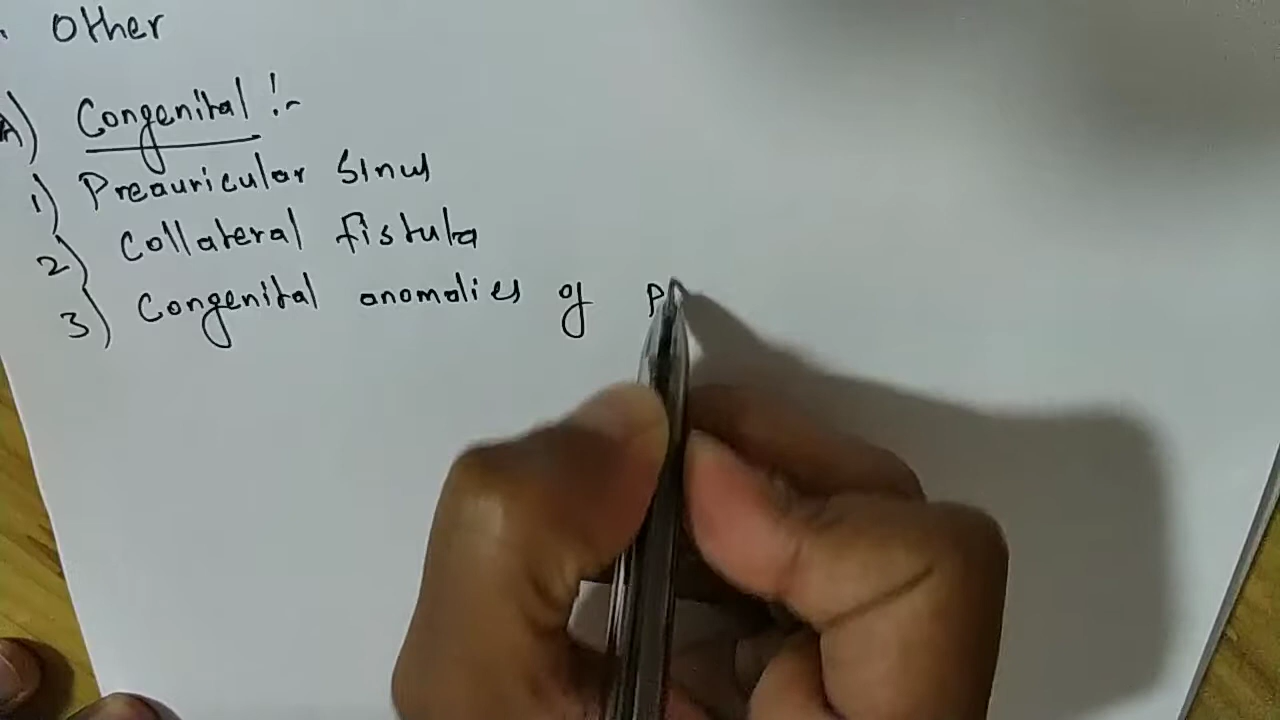 . Other
A) Congenital :-
1) Preauricular Sinus
2) Collateral fistula
3) Congenital anomalies of P